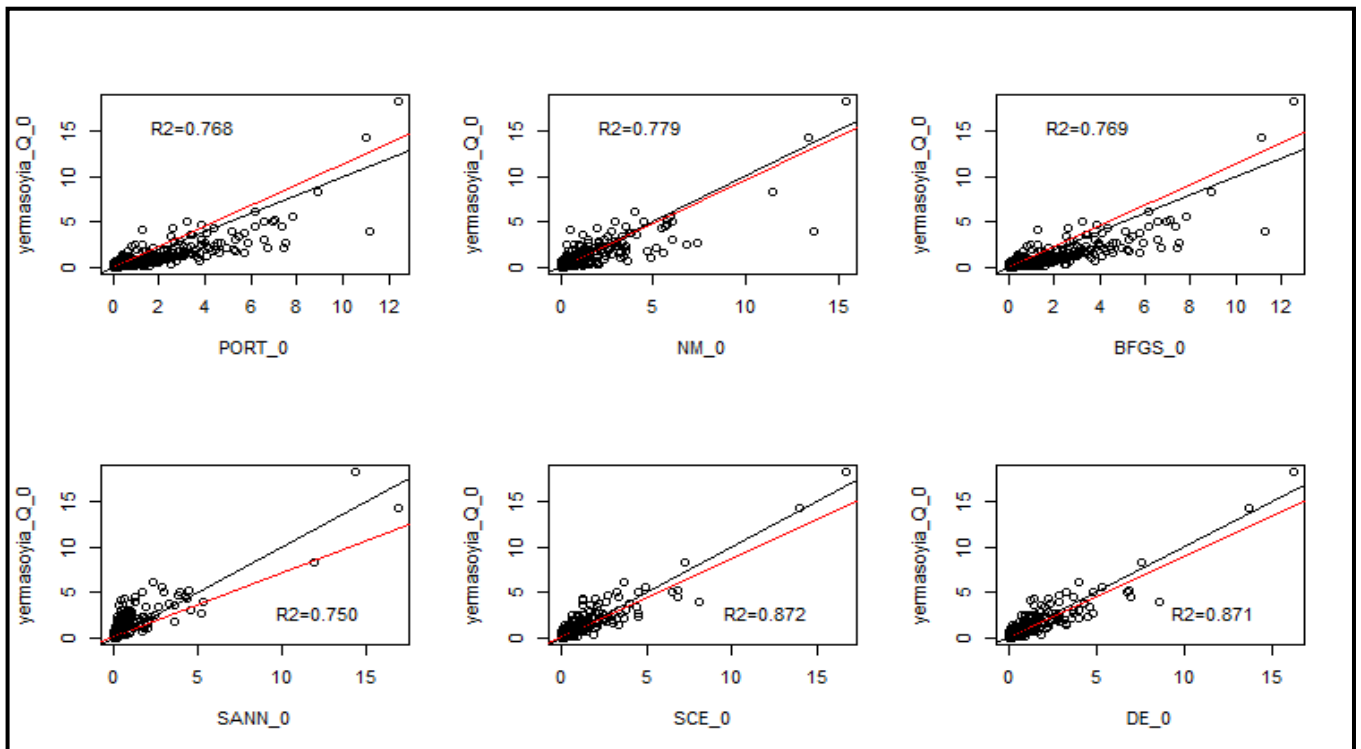 yermasoyia_Q_0
15
10
5
0
R2=0.768
0 2 4 6 8 10 12
PORT_0
yermasoyia_Q_0
15
10
5
0
R2=0.779
0 5 10 15
NM_0
yermasoyia_Q_0
15
10
5
0
R2=0.769
0 2 4 6 8 10 12
BFGS_0
yermasoyia_Q_0
15
10
5
0
R2=0.750
0 5 10 15
SANN_0
yermasoyia_Q_0
15
10
5
0
R2=0.872
0 5 10 15
SCE_0
yermasoyia_Q_0
15
10
5
0
R2=0.871
0 5 10 15
DE_0